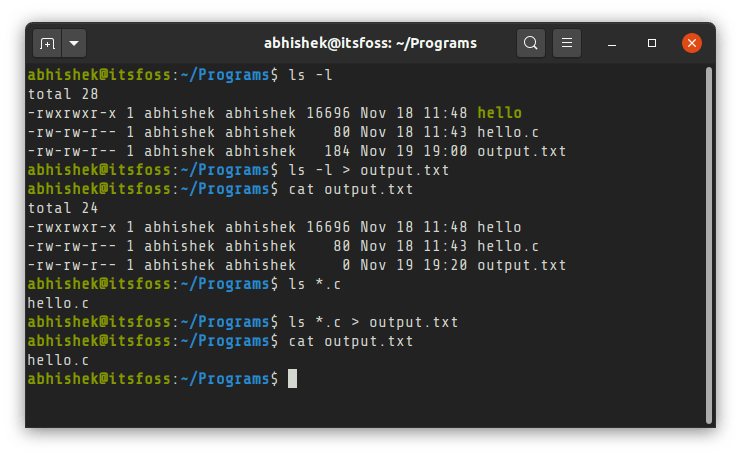 abhishek@itsfoss: ~/Programs
abhishek@itsfoss:~/Programs$ ls -l
total 28
-rwxrwxr-x 1 abhishek abhishek 16696 Nov 18 11:48 hello
-rw-rw-r-- 1 abhishek abhishek    80 Nov 18 11:43 hello.c
-rw-rw-r-- 1 abhishek abhishek   184 Nov 19 19:00 output.txt
abhishek@itsfoss:~/Programs$ ls -l > output.txt
abhishek@itsfoss:~/Programs$ cat output.txt
total 24
-rwxrwxr-x 1 abhishek abhishek 16696 Nov 18 11:48 hello
-rw-rw-r-- 1 abhishek abhishek    80 Nov 18 11:43 hello.c
-rw-rw-r-- 1 abhishek abhishek     0 Nov 19 19:20 output.txt
abhishek@itsfoss:~/Programs$ ls *.c
hello.c
abhishek@itsfoss:~/Programs$ ls *.c > output.txt
abhishek@itsfoss:~/Programs$ cat output.txt
hello.c
abhishek@itsfoss:~/Programs$